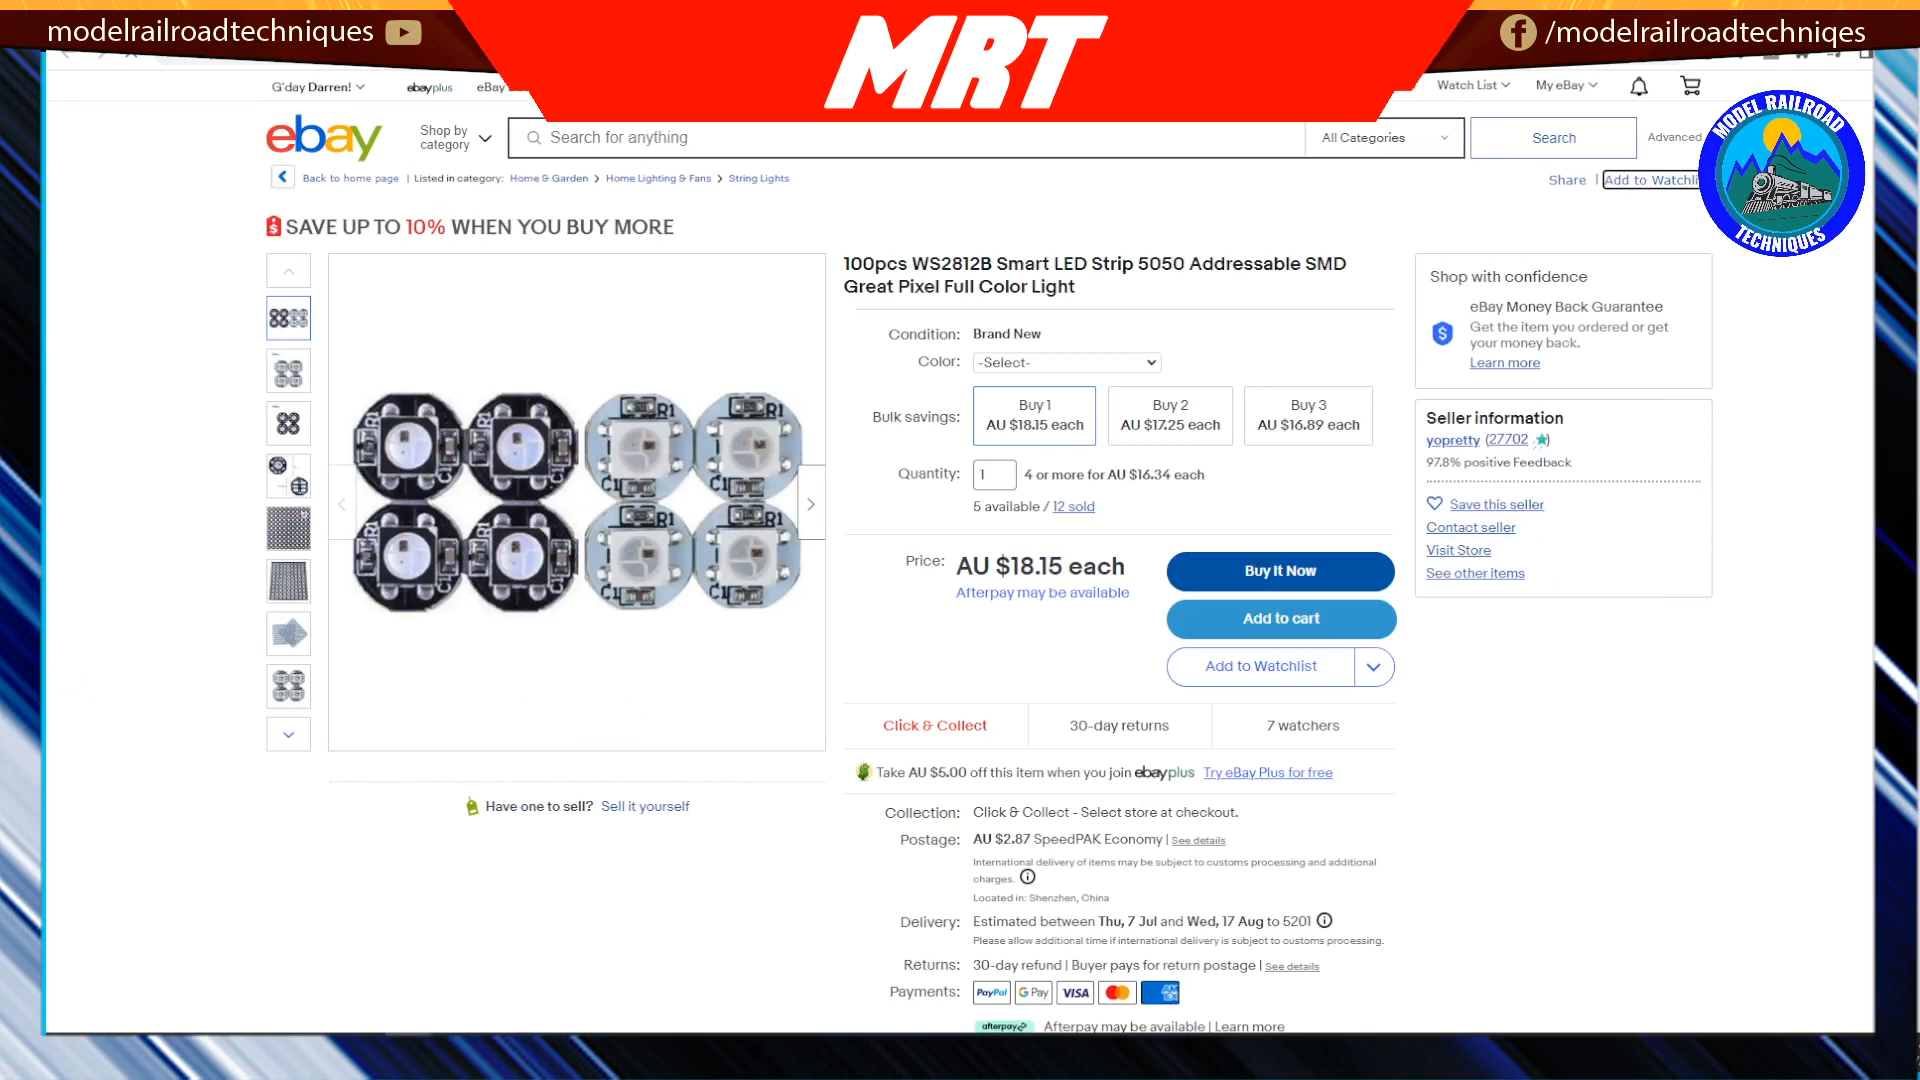 modelrailroadtechniques
MRT
/modelrailroadtechniqes
G'day Darren!
ebayplus
eBay
Watch List
My eBay
ebay
Shop by
category
Search for anything
All Categories
Search
Advanced
MODEL RAILROAD
TECHNIQUES
Back to home page | Listed in category: Home & Garden > Home Lighting & Fans > String Lights
Share | Add to Watchli
SAVE UP TO 10% WHEN YOU BUY MORE
100pcs WS2812B Smart LED Strip 5050 Addressable SMD
Great Pixel Full Color Light
Condition: Brand New
Color: -Select-
Bulk savings:
Buy 1
AU $18.15 each
Buy 2
AU $17.25 each
Buy 3
AU $16.89 each
Quantity: 1 4 or more for AU $16.34 each
5 available / 12 sold
Price: AU $18.15 each
Afterpay may be available
Buy It Now
Add to cart
Add to Watchlist
Click & Collect
30-day returns
7 watchers
Take AU $5.00 off this item when you join ebayplus Try eBay Plus for free
Collection: Click & Collect - Select store at checkout.
Postage: AU $2.87 SpeedPAK Economy | See details
International delivery of items may be subject to customs processing and additional
charges.
Located in: Shenzhen, China
Delivery: Estimated between Thu, 7 Jul and Wed, 17 Aug to 5201
Please allow additional time if international delivery is subject to customs processing.
Returns: 30-day refund | Buyer pays for return postage | See details
Payments: PayPal G Pay VISA
afterpay Afterpay may be available | Learn more
Shop with confidence
eBay Money Back Guarantee
Get the item you ordered or get
your money back.
Learn more
Seller information
yopretty (27702)
97.8% positive Feedback
Save this seller
Contact seller
Visit Store
See other items
R1
R1
C1
C1
R1
R1
R1
C1
C1
Have one to sell? Sell it yourself